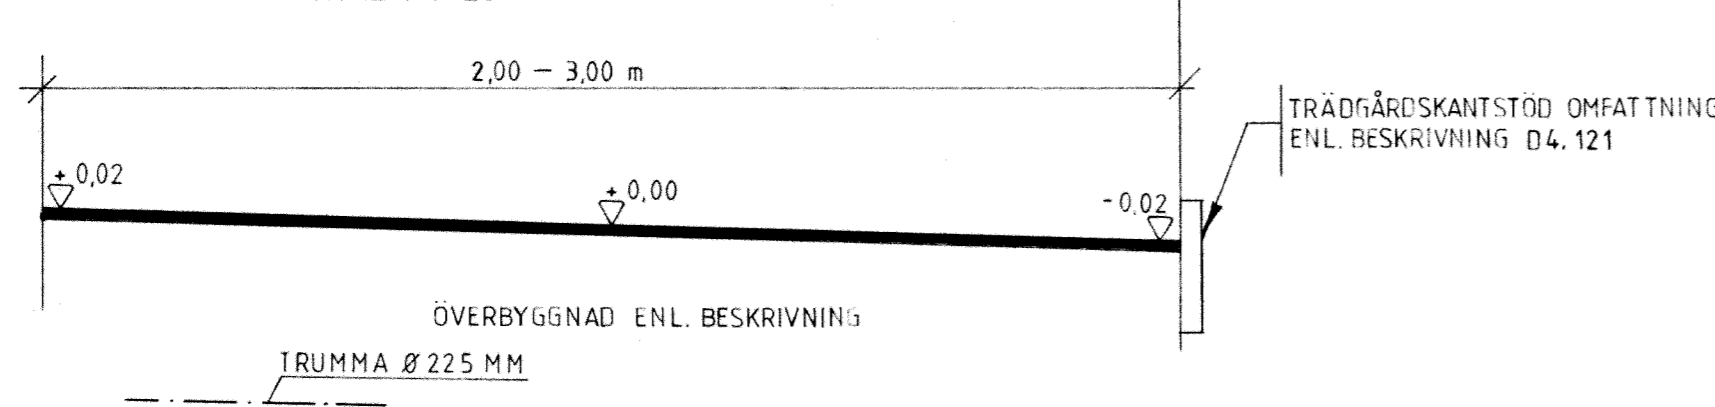 2,00 – 3,00 m
TRÄDGÅRDSKANTSTÖD OMFATTNING
ENL. BESKRIVNING D4.121
+0,02
+0,00
-0,02
ÖVERBYGGNAD ENL. BESKRIVNING
TRUMMA Ø 225 MM